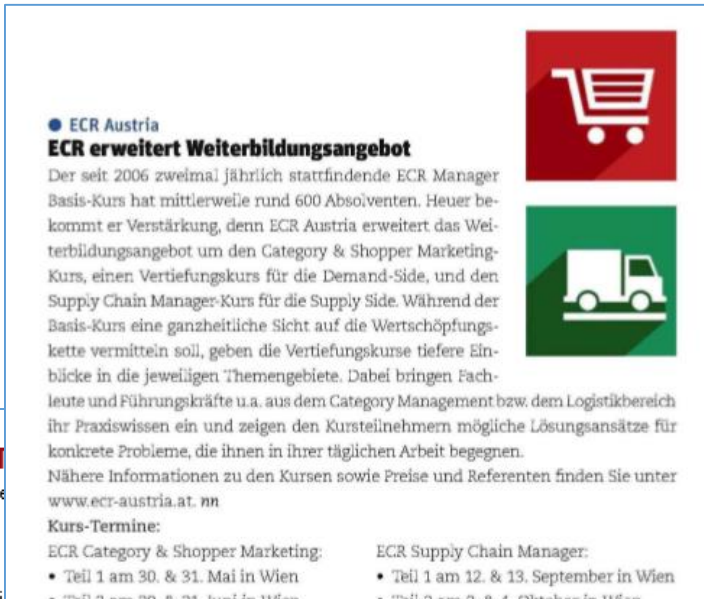 ECR Austria
ECR erweitert Weiterbildungsangebot
Der seit 2006 zweimal jährlich stattfindende ECR Manager
Basis-Kurs hat mittlerweile rund 600 Absolventen. Heuer be-
kommt er Verstärkung, denn ECR Austria erweitert das Wei-
terbildungsangebot um den Category & Shopper Marketing-
Kurs, einen Vertiefungskurs für die Demand-Side, und den
Supply Chain Manager-Kurs für die Supply Side. Während der
Basis-Kurs eine ganzheitliche Sicht auf die Wertschöpfungs-
kette vermitteln soll, geben die Vertiefungskurse tiefere Ein-
blicke in die jeweiligen Themengebiete. Dabei bringen Fach-
leute und Führungskräfte u.a. aus dem Category Management bzw. dem Logistikbereich
ihr Praxiswissen ein und zeigen den Kursteilnehmern mögliche Lösungsansätze für
konkrete Probleme, die ihnen in ihrer täglichen Arbeit begegnen.
Nähere Informationen zu den Kursen sowie Preise und Referenten finden Sie unter
www.ecr-austria.at. nn
Kurs-Termine:
ECR Category & Shopper Marketing:
• Teil 1 am 30. & 31. Mai in Wien
ECR Supply Chain Manager:
• Teil 1 am 12. & 13. September in Wien